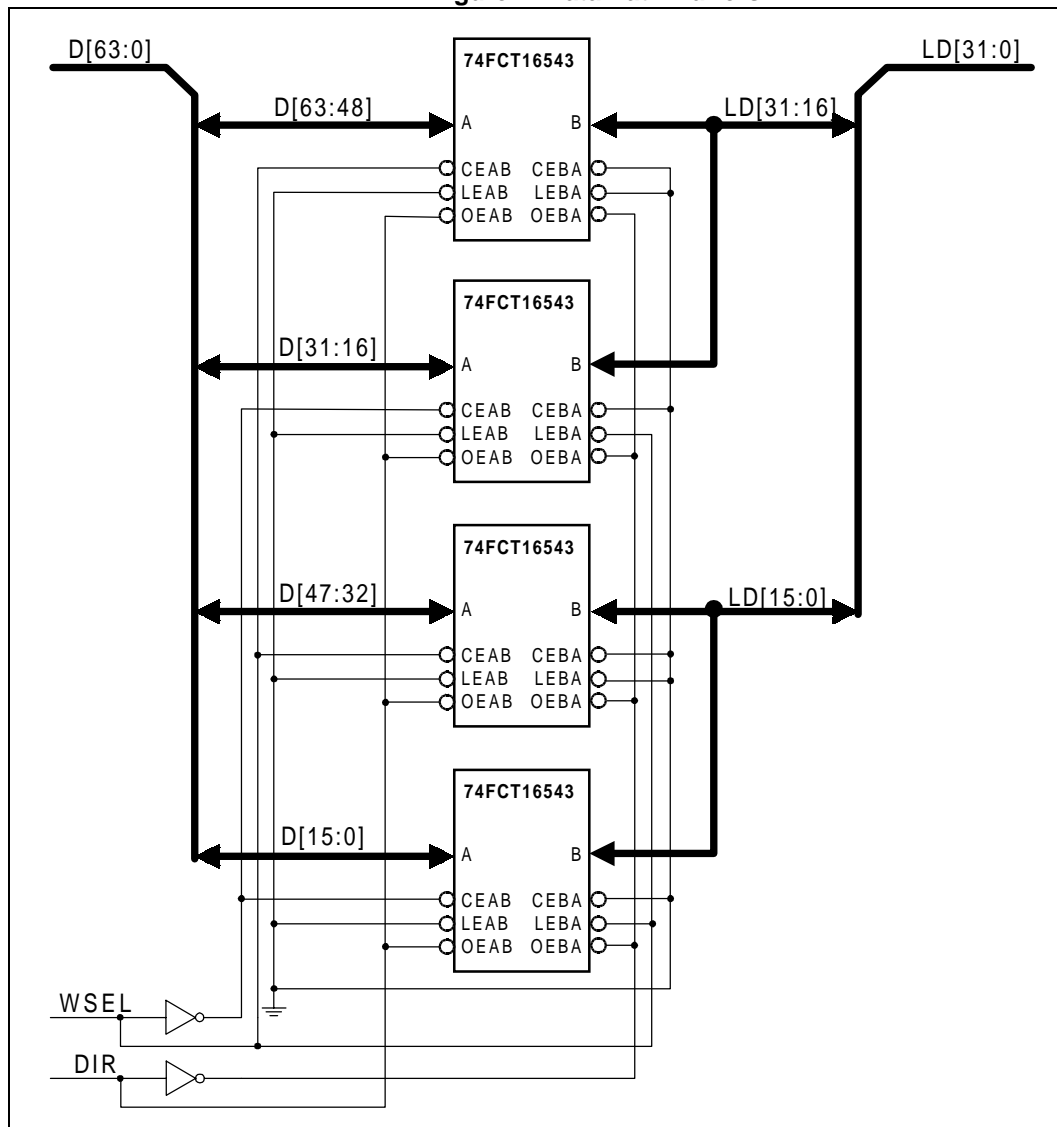 D[63:0]
LD[31:0]
74FCT16543
D[63:48]
LD[31:16]
A
B
CEAB CEBA
LEAB LEBA
OEAB OEBA
74FCT16543
D[31:16]
A
B
CEAB CEBA
LEAB LEBA
OEAB OEBA
74FCT16543
D[47:32]
LD[15:0]
A
B
CEAB CEBA
LEAB LEBA
OEAB OEBA
74FCT16543
D[15:0]
A
B
CEAB CEBA
LEAB LEBA
OEAB OEBA
WSEL
DIR